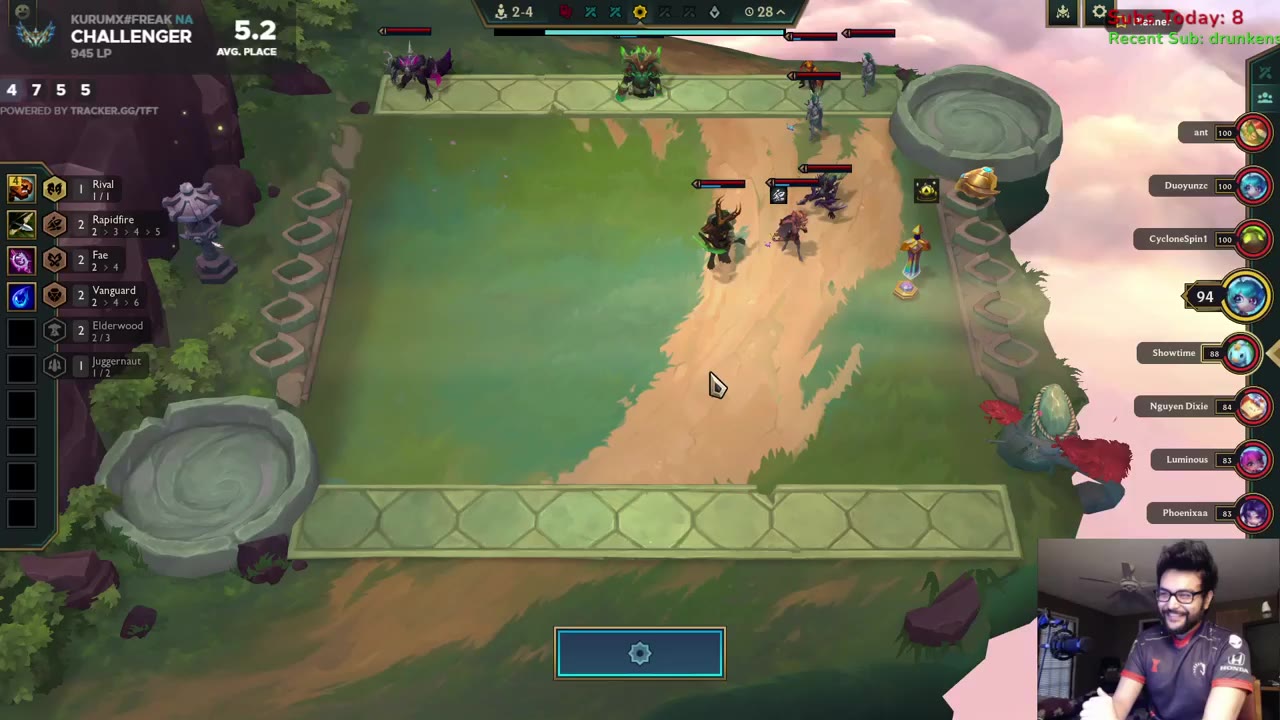 KURUMX#FREAK NA
CHALLENGER
945 LP
5.2
AVG. PLACE
4 7 5 5
POWERED BY TRACKER.GG/TFT
2-4
28
Subs Today: 8
Planner
Recent Sub: drunkens
4
1 Rival
1 / 1
2 Rapidfire
2 > 3 > 4 > 5
2 Fae
2 > 4
2 Vanguard
2 > 4 > 6
2 Elderwood
2 / 3
1 Juggernaut
1 / 2
ant 100
Duoyunzc 100
CycloneSpin1 100
94
Showtime 88
Nguyen Dixie 84
Luminous 83
Phoenixaa 83
HONDA